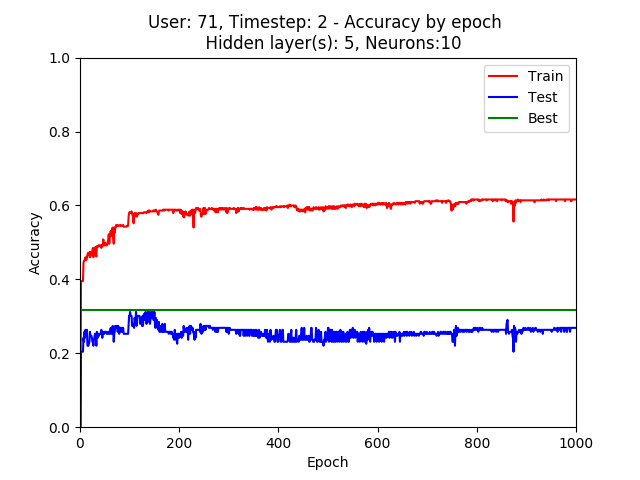 User: 71, Timestep: 2 - Accuracy by epoch
Hidden layer(s): 5, Neurons:10
Train
Test
Best
1.0
0.8
0.6
0.4
0.2
0.0
Accuracy
0
200
400
600
800
1000
Epoch